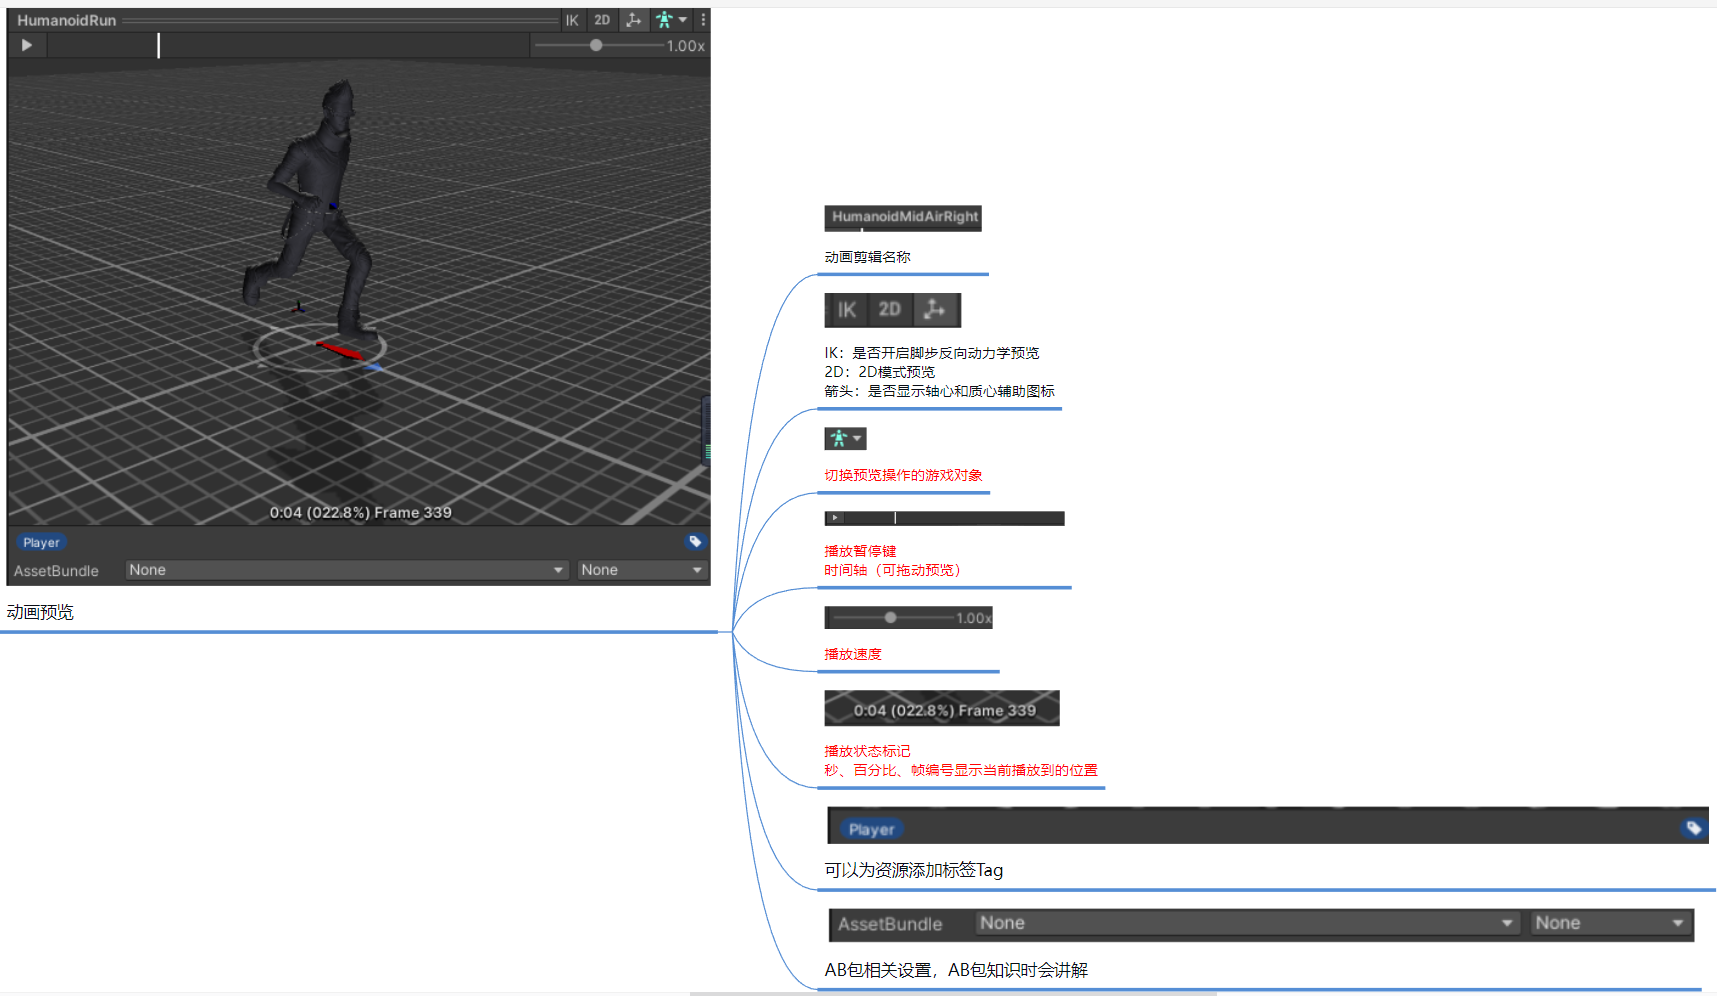 HumanoidRun
IK 2D
1.00x
0:04 (022.8%) Frame 339
Player
AssetBundle None None
动画预览
HumanoidMidAirRight
动画剪辑名称
IK 2D
IK：是否开启脚步反向动力学预览
2D：2D模式预览
箭头：是否显示轴心和质心辅助图标
切换预览操作的游戏对象
播放暂停键
时间轴（可拖动预览）
1.00x
播放速度
0:04 (022.8%) Frame 339
播放状态标记
秒、百分比、帧编号显示当前播放到的位置
Player
可以为资源添加标签Tag
AssetBundle None None
AB包相关设置，AB包知识时会讲解